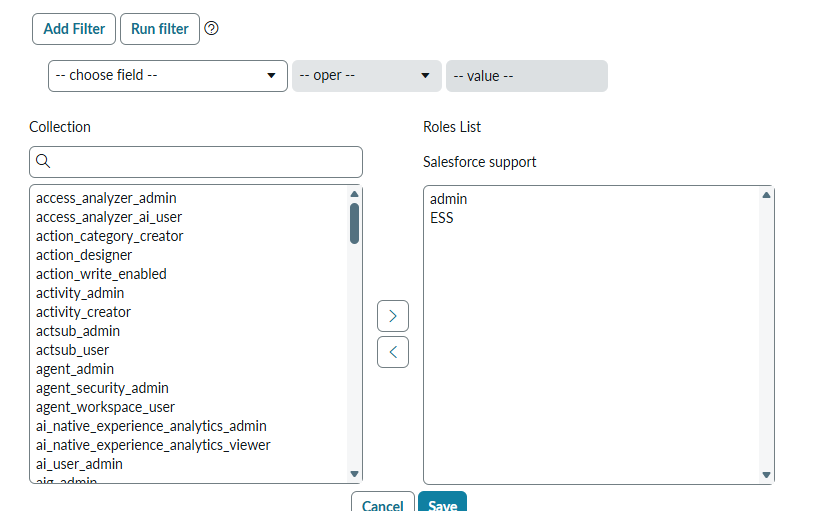 Add Filter Run filter ?
-- choose field -- -- oper -- -- value --
Collection
Roles List
Salesforce support
access_analyzer_admin
access_analyzer_ai_user
action_category_creator
action_designer
action_write_enabled
activity_admin
activity_creator
actsub_admin
actsub_user
agent_admin
agent_security_admin
agent_workspace_user
ai_native_experience_analytics_admin
ai_native_experience_analytics_viewer
ai_user_admin
aig_admin
admin
ESS
Cancel Save